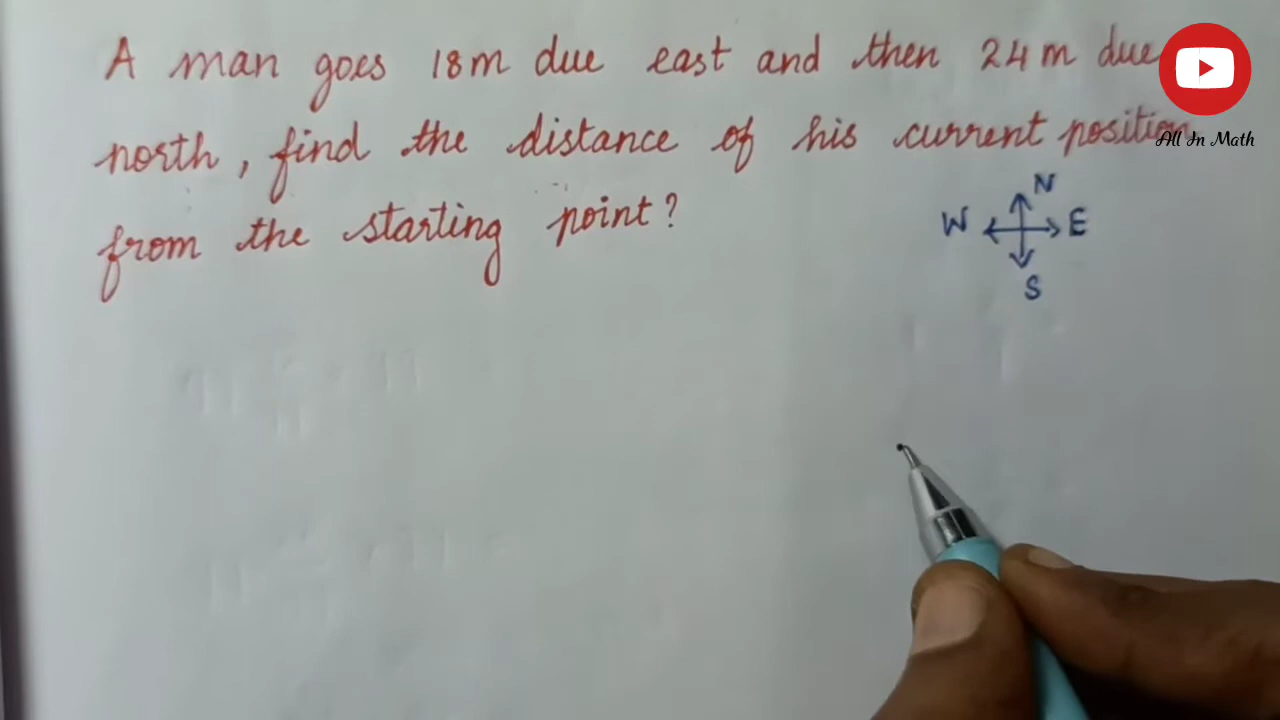 A man goes 18m due east and then 24 m due
north, find the distance of his current position
from the starting point?
N
W E
S
All In Math